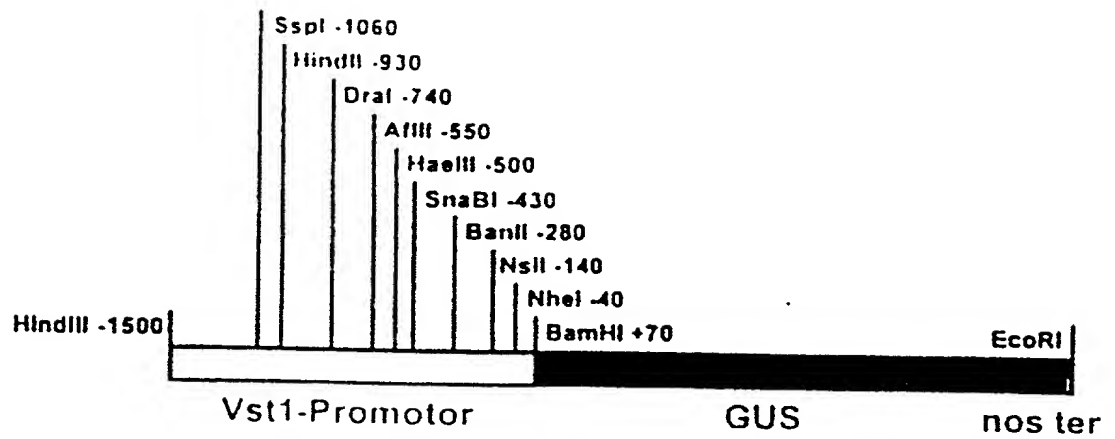 SspI -1060
HindII -930
DraI -740
AflII -550
HaeIII -500
SnaBI -430
BanII -280
NsiI -140
NheI -40
HindIII -1500
BamHI +70
EcoRI
Vst1-Promotor
GUS
nos ter